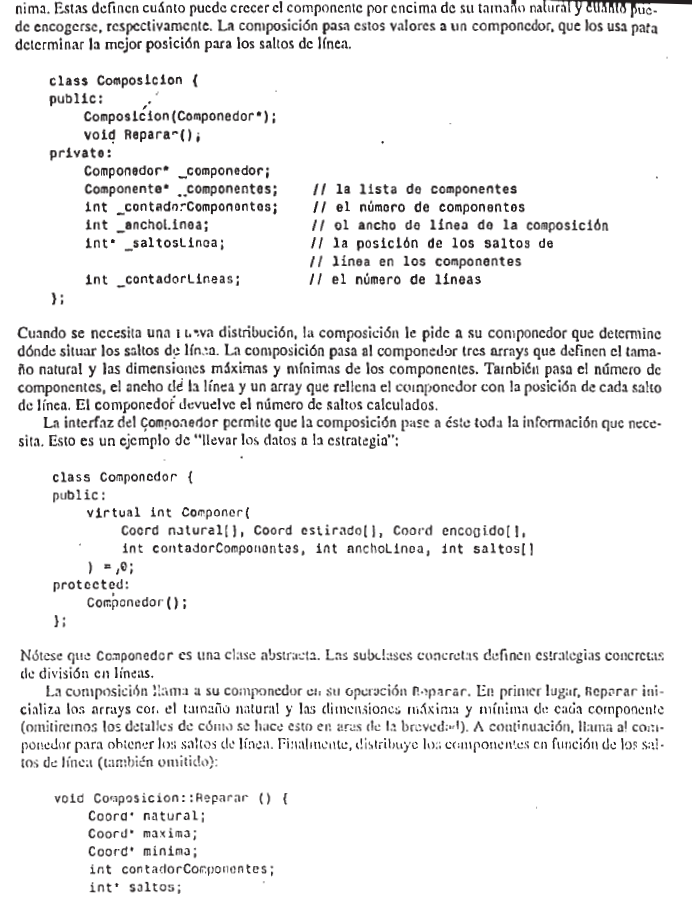 nima. Estas definen cuánto puede crecer el componente por encima de su tamaño natural y cuánto pue-
de encogerse, respectivamente. La composición pasa estos valores a un componedor, que los usa para
determinar la mejor posición para los saltos de línea.
class Composicion {
public:
Composicion(Componedor*);
void Reparar();
private:
Componedor* _componedor;
Componente* _componentes; // la lista de componentes
int _contadorComponentes; // el número de componentes
int _anchoLinea; // el ancho de línea de la composición
int* _saltosLinea; // la posición de los saltos de
// línea en los componentes
int _contadorLineas; // el número de líneas
};
Cuando se necesita una nueva distribución, la composición le pide a su componedor que determine
dónde situar los saltos de línea. La composición pasa al componedor tres arrays que definen el tama-
ño natural y las dimensiones máximas y mínimas de los componentes. También pasa el número de
componentes, el ancho de la línea y un array que rellena el componedor con la posición de cada salto
de línea. El componedor devuelve el número de saltos calculados.
La interfaz del Componedor permite que la composición pase a éste toda la información que nece-
sita. Esto es un ejemplo de "llevar los datos a la estrategia":
class Componedor {
public:
virtual int Componer(
Coord natural[], Coord estirado[], Coord encogido[],
int contadorComponentes, int anchoLinea, int saltos[]
) = 0;
protected:
Componedor();
};
Nótese que Componedor es una clase abstracta. Las subclases concretas definen estrategias concretas
de división en líneas.
La composición llama a su componedor en su operación Reparar. En primer lugar, Reparar ini-
cializa los arrays con el tamaño natural y las dimensiones máxima y mínima de cada componente
(omitiremos los detalles de cómo se hace esto en aras de la brevedad). A continuación, llama al com-
ponedor para obtener los saltos de línea. Finalmente, distribuye los componentes en función de los sal-
tos de línea (también omitido):
void Composicion::Reparar () {
Coord* natural;
Coord* maxima;
Coord* minima;
int contadorComponentes;
int* saltos;